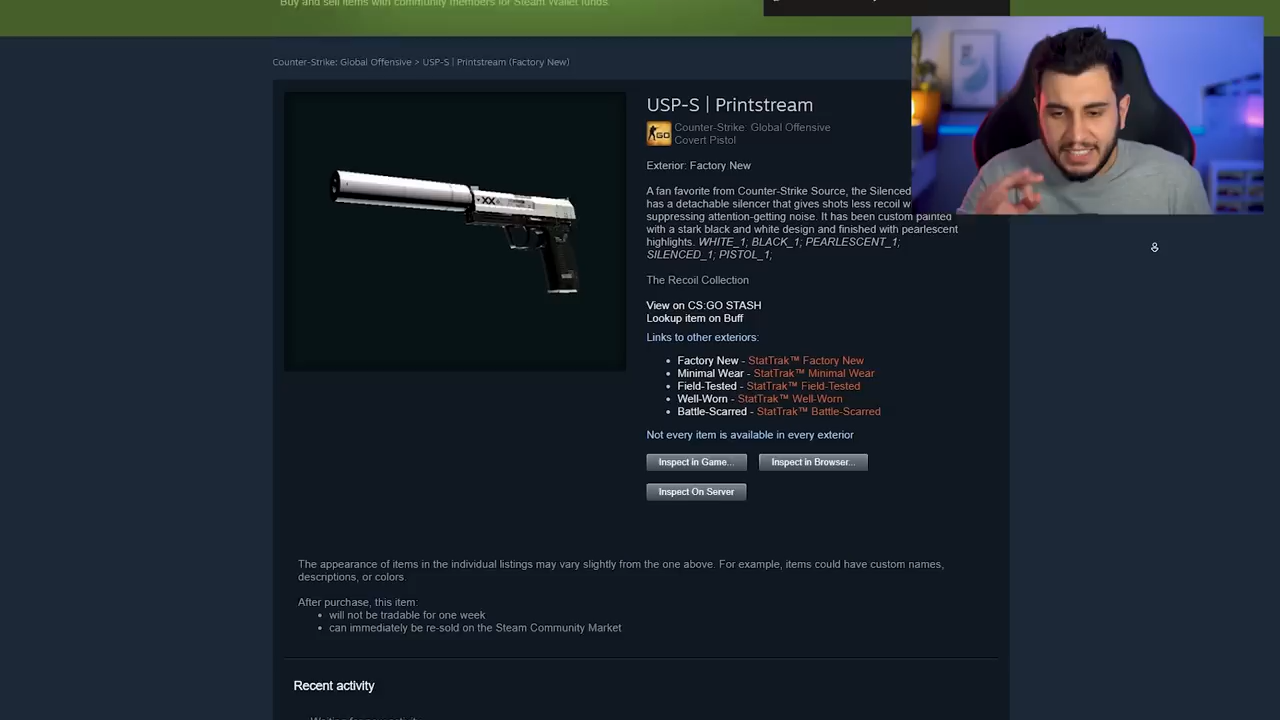 Buy and sell items with community members for Steam Wallet funds.
Counter-Strike: Global Offensive > USP-S | Printstream (Factory New)
USP-S | Printstream
GO
Counter-Strike: Global Offensive
Covert Pistol
Exterior: Factory New
A fan favorite from Counter-Strike Source, the Silenced
has a detachable silencer that gives shots less recoil w
suppressing attention-getting noise. It has been custom painted
with a stark black and white design and finished with pearlescent
highlights. WHITE_1; BLACK_1; PEARLESCENT_1;
SILENCED_1; PISTOL_1;
The Recoil Collection
View on CS:GO STASH
Lookup item on Buff
Links to other exteriors:
Factory New - StatTrak™ Factory New
Minimal Wear - StatTrak™ Minimal Wear
Field-Tested - StatTrak™ Field-Tested
Well-Worn - StatTrak™ Well-Worn
Battle-Scarred - StatTrak™ Battle-Scarred
Not every item is available in every exterior
Inspect in Game... Inspect in Browser...
Inspect On Server
XX
The appearance of items in the individual listings may vary slightly from the one above. For example, items could have custom names,
descriptions, or colors.
After purchase, this item:
will not be tradable for one week
can immediately be re-sold on the Steam Community Market
Recent activity
Waiting for new activity